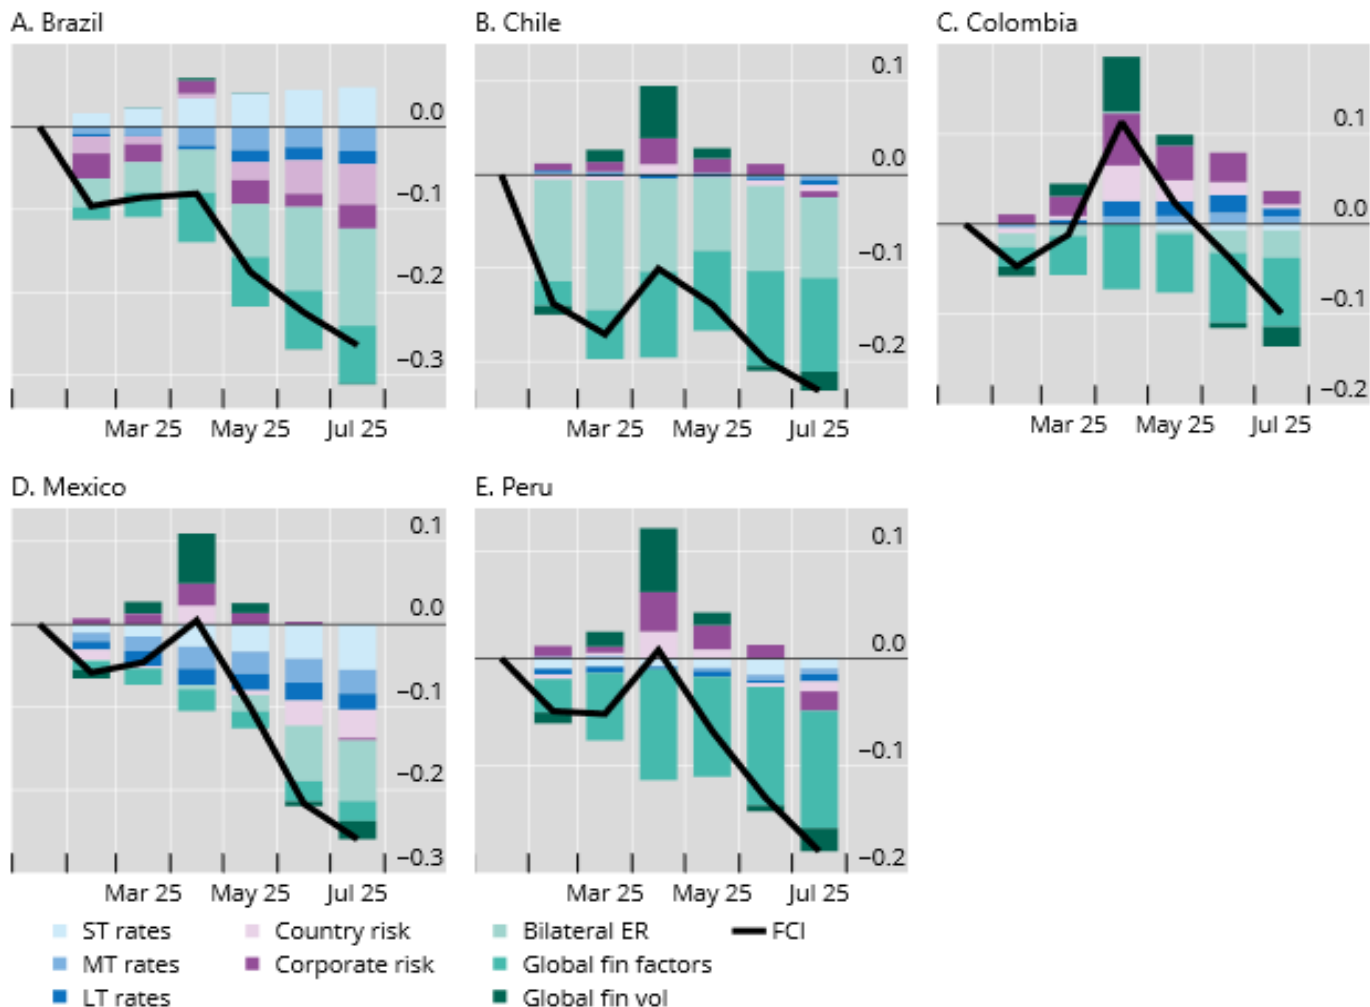 A. Brazil
0.0
−0.1
−0.2
−0.3
Mar 25 May 25 Jul 25
B. Chile
0.1
0.0
−0.1
−0.2
Mar 25 May 25 Jul 25
C. Colombia
0.1
0.0
−0.1
−0.2
Mar 25 May 25 Jul 25
D. Mexico
0.1
0.0
−0.1
−0.2
−0.3
Mar 25 May 25 Jul 25
E. Peru
0.1
0.0
−0.1
−0.2
Mar 25 May 25 Jul 25
ST rates
MT rates
LT rates
Country risk
Corporate risk
Bilateral ER
Global fin factors
Global fin vol
FCI